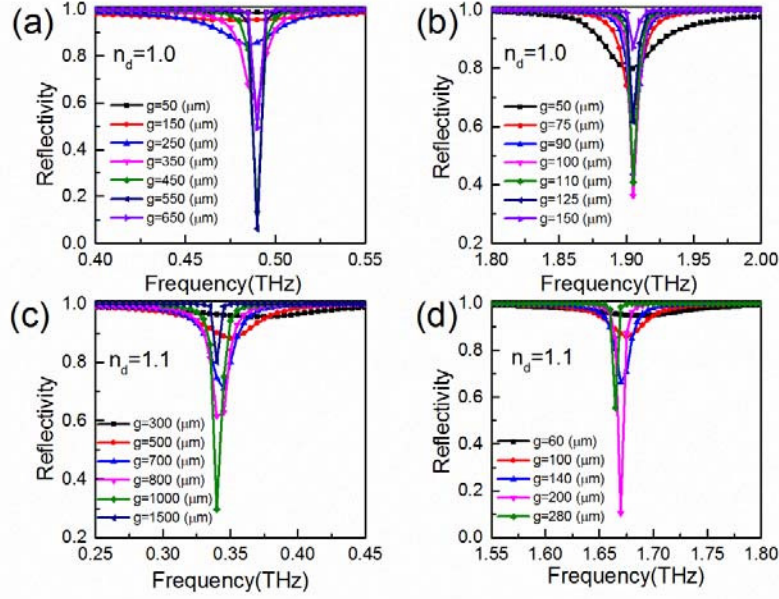 (a)
n_d=1.0
Reflectivity
1.0
0.8
0.6
0.4
0.2
0.0
g=50 (μm)
g=150 (μm)
g=250 (μm)
g=350 (μm)
g=450 (μm)
g=550 (μm)
g=650 (μm)
0.40 0.45 0.50 0.55
Frequency(THz)
(b)
n_d=1.0
Reflectivity
1.0
0.8
0.6
0.4
0.2
g=50 (μm)
g=75 (μm)
g=90 (μm)
g=100 (μm)
g=110 (μm)
g=125 (μm)
g=150 (μm)
1.80 1.85 1.90 1.95 2.00
Frequency(THz)
(c)
n_d=1.1
Reflectivity
1.0
0.8
0.6
0.4
0.2
g=300 (μm)
g=500 (μm)
g=700 (μm)
g=800 (μm)
g=1000 (μm)
g=1500 (μm)
0.25 0.30 0.35 0.40 0.45
Frequency(THz)
(d)
n_d=1.1
Reflectivity
1.0
0.8
0.6
0.4
0.2
0.0
g=60 (μm)
g=100 (μm)
g=140 (μm)
g=200 (μm)
g=280 (μm)
1.55 1.60 1.65 1.70 1.75 1.80
Frequency(THz)